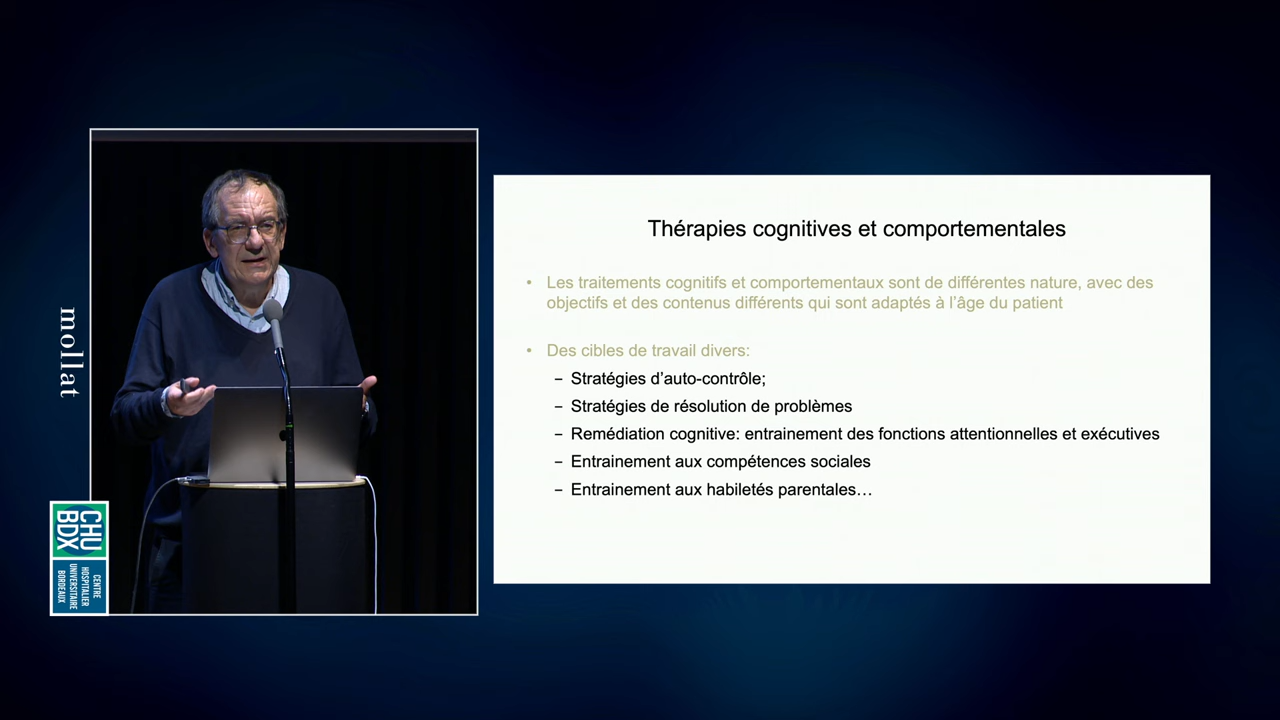 mollat
CHU
BDX
CENTRE
HOSPITALIER
UNIVERSITAIRE
BORDEAUX
Thérapies cognitives et comportementales
• Les traitements cognitifs et comportementaux sont de différentes nature, avec des
objectifs et des contenus différents qui sont adaptés à l'âge du patient
• Des cibles de travail divers:
– Stratégies d'auto-contrôle;
– Stratégies de résolution de problèmes
– Remédiation cognitive: entrainement des fonctions attentionnelles et exécutives
– Entrainement aux compétences sociales
– Entrainement aux habiletés parentales…